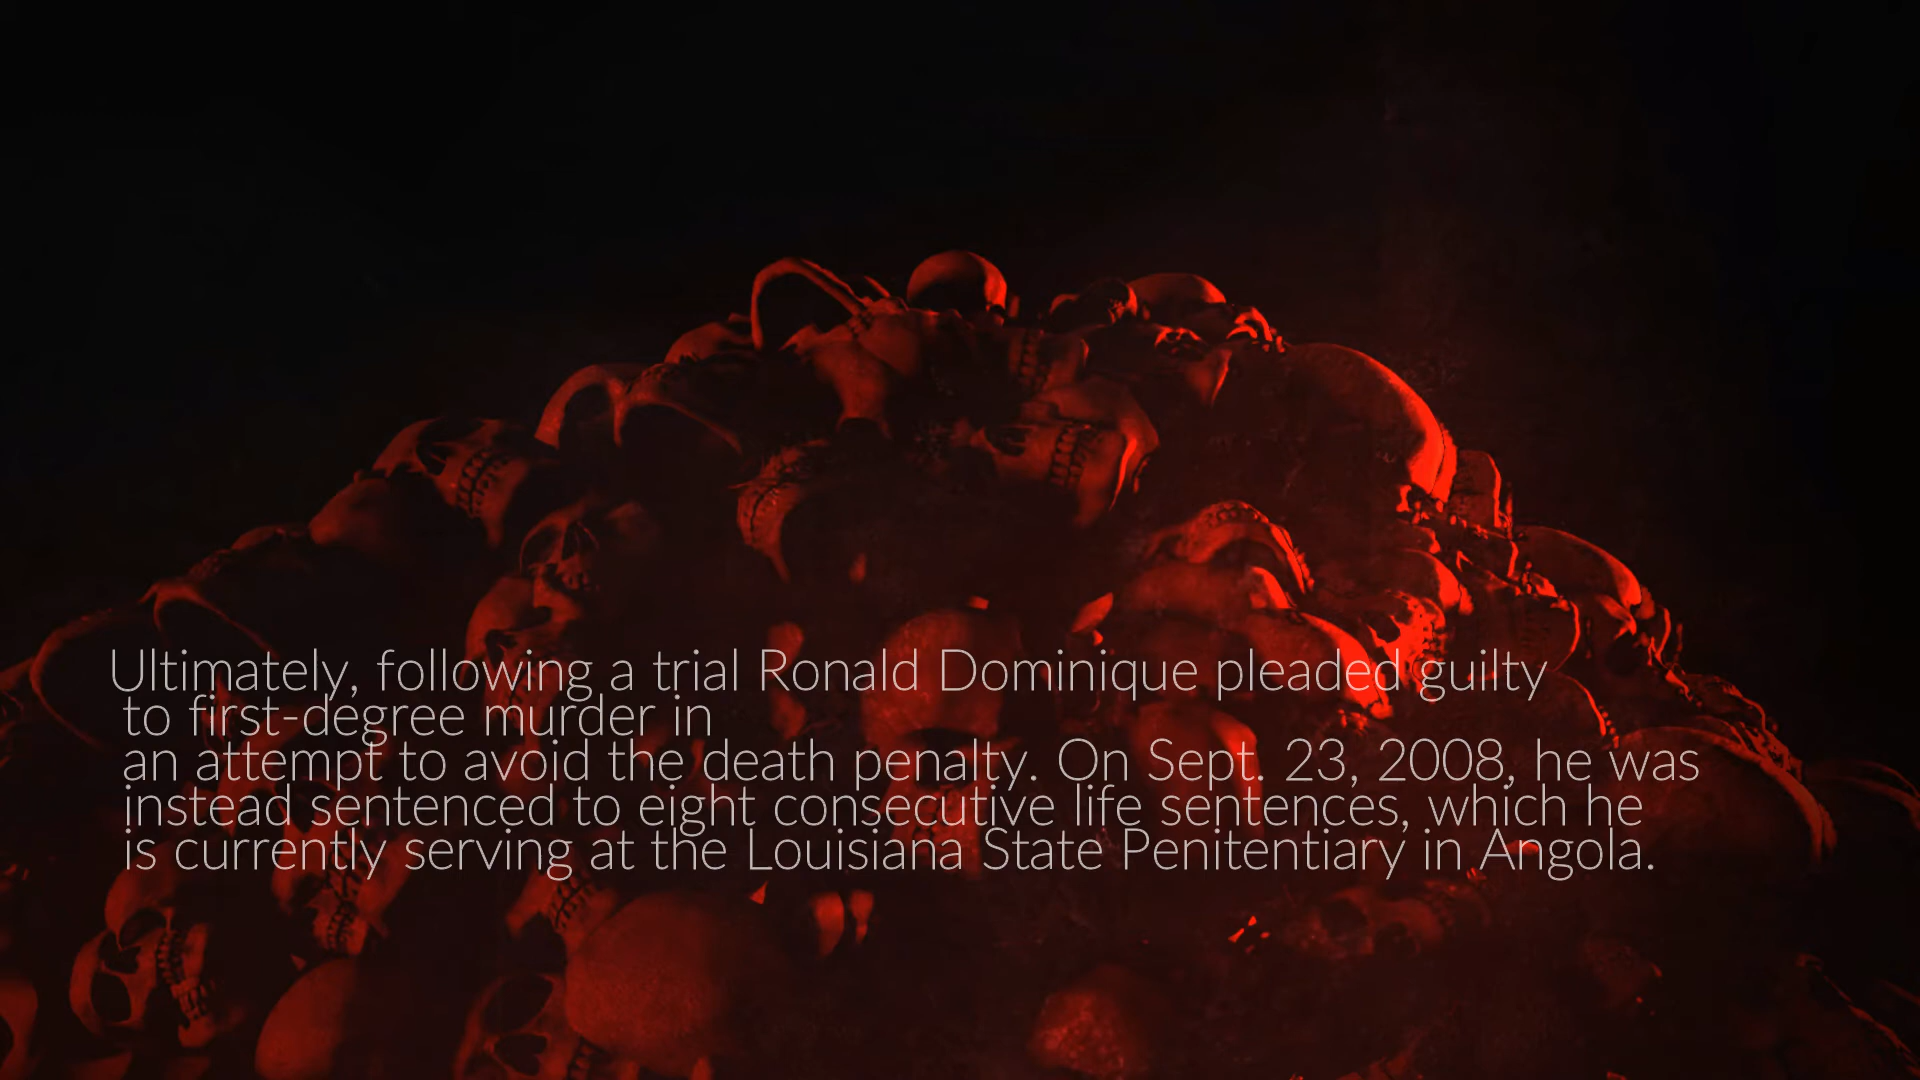 Ultimately, following a trial Ronald Dominique pleaded guilty
to first-degree murder in
an attempt to avoid the death penalty. On Sept. 23, 2008, he was
instead sentenced to eight consecutive life sentences, which he
is currently serving at the Louisiana State Penitentiary in Angola.